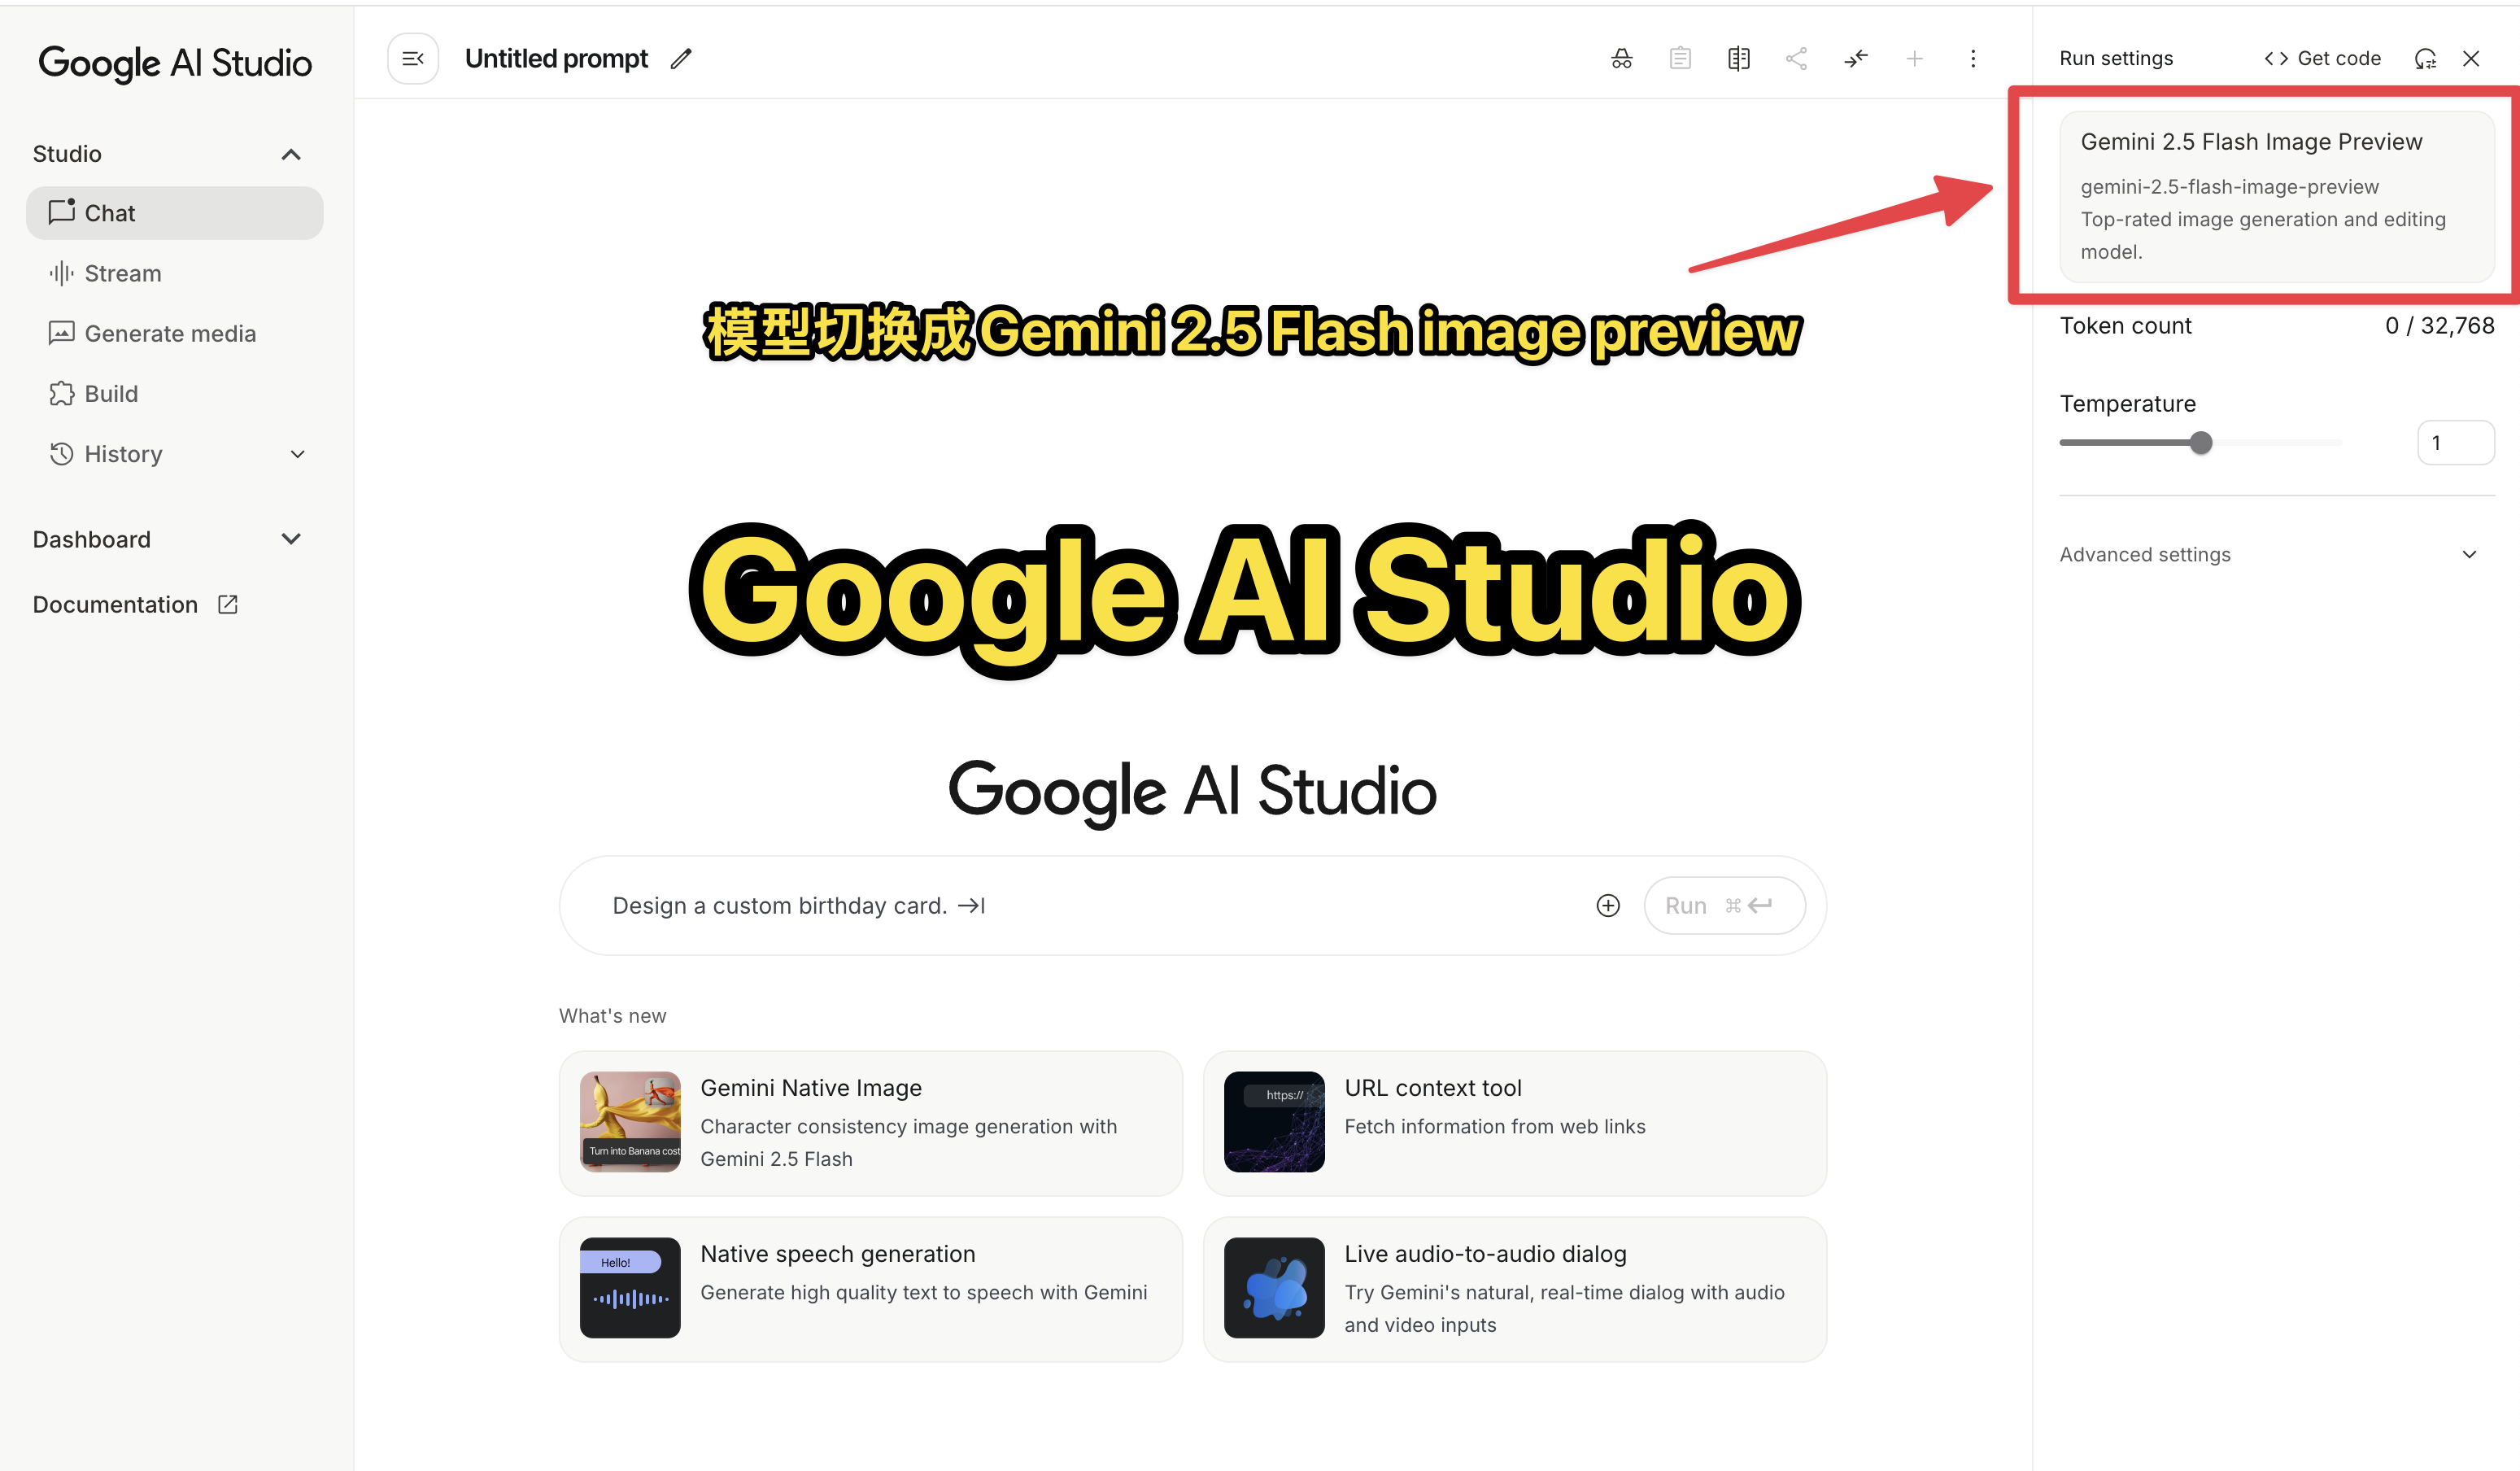 Google AI Studio
Studio
Chat
Stream
Generate media
Build
History
Dashboard
Documentation
Untitled prompt
模型切换成 Gemini 2.5 Flash image preview
Google AI Studio
Google AI Studio
Design a custom birthday card.
Run ⌘
What's new
Gemini Native Image
Character consistency image generation with
Gemini 2.5 Flash
Turn into Banana cost
URL context tool
Fetch information from web links
https://
Native speech generation
Generate high quality text to speech with Gemini
Hello!
Live audio-to-audio dialog
Try Gemini's natural, real-time dialog with audio
and video inputs
Run settings
Get code
Gemini 2.5 Flash Image Preview
gemini-2.5-flash-image-preview
Top-rated image generation and editing
model.
Token count 0 / 32,768
Temperature
1
Advanced settings